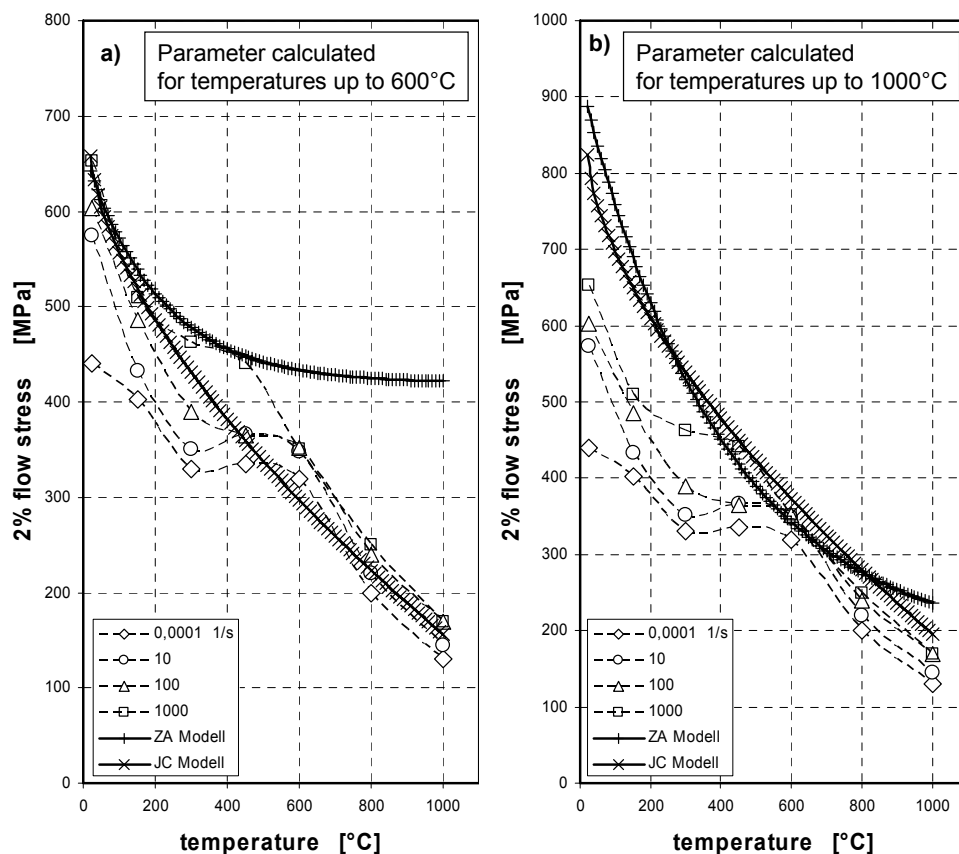 a)
Parameter calculated
for temperatures up to 600°C
800
700
600
500
400
300
200
100
0
2% flow stress [MPa]
0,0001 1/s
10
100
1000
ZA Modell
JC Modell
0 200 400 600 800 1000
temperature [°C]
b)
Parameter calculated
for temperatures up to 1000°C
1000
900
800
700
600
500
400
300
200
100
0
2% flow stress [MPa]
0,0001 1/s
10
100
1000
ZA Modell
JC Modell
0 200 400 600 800 1000
temperature [°C]